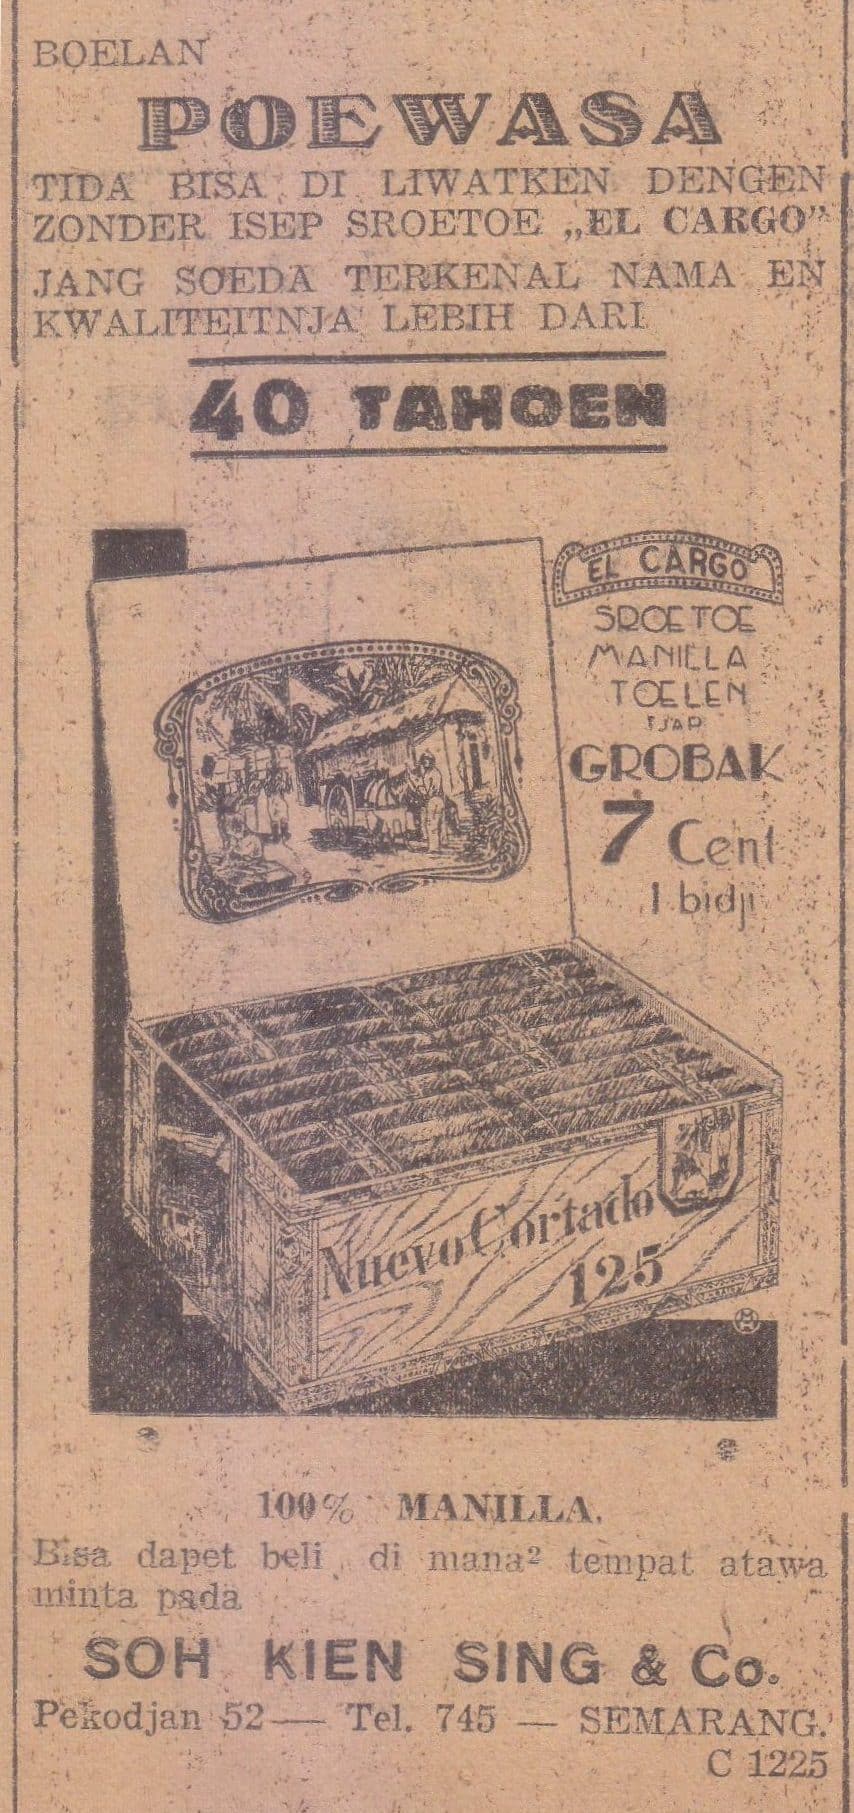 BOELAN
POEWASA
TIDA BISA DI LIWATKEN DENGEN
ZONDER ISEP SROETOE „EL CARGO”
JANG SOEDA TERKENAL NAMA EN
KWALITEITNJA LEBIH DARI
40 TAHOEN
EL CARGO
SROETOE
MANILLA
TOELEN
TJAP
GROBAK
7 Cent
1 bidji
Nuevo Cortado
125
100% MANILLA.
Bisa dapet beli di mana² tempat atawa
minta pada
SOH KIEN SING & Co.
Pekodjan 52 — Tel. 745 — SEMARANG.
C 1225